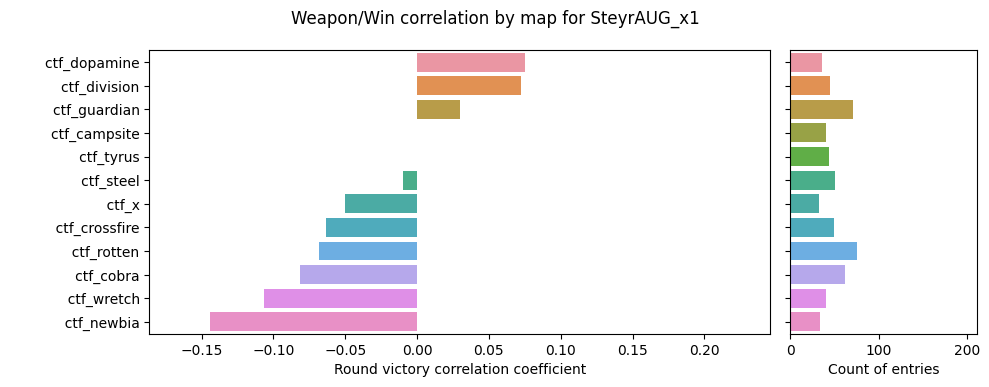 Weapon/Win correlation by map for SteyrAUG_x1
ctf_dopamine
ctf_division
ctf_guardian
ctf_campsite
ctf_tyrus
ctf_steel
ctf_x
ctf_crossfire
ctf_rotten
ctf_cobra
ctf_wretch
ctf_newbia
−0.15 −0.10 −0.05 0.00 0.05 0.10 0.15 0.20
Round victory correlation coefficient
0 100 200
Count of entries